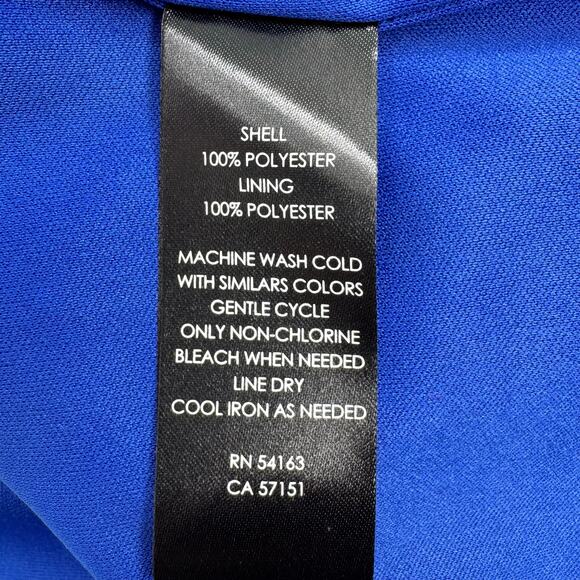 SHELL
100% POLYESTER
LINING
100% POLYESTER
MACHINE WASH COLD
WITH SIMILARS COLORS
GENTLE CYCLE
ONLY NON-CHLORINE
BLEACH WHEN NEEDED
LINE DRY
COOL IRON AS NEEDED
RN 54163
CA 57151